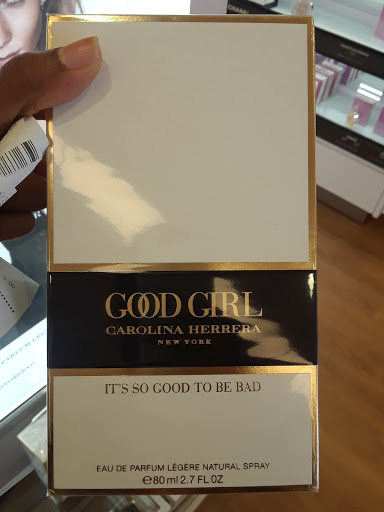 GOOD GIRL
CAROLINA HERRERA
NEW YORK
IT'S SO GOOD TO BE BAD
EAU DE PARFUM LÉGÈRE NATURAL SPRAY
℮80 ml 2.7 FL OZ
CHANEL